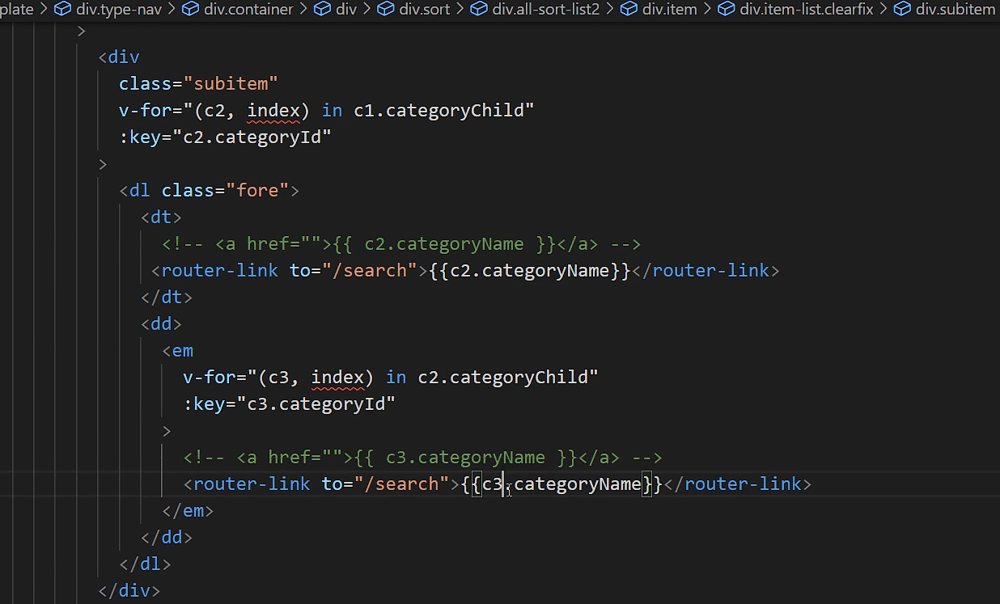 plate > div.type-nav > div.container > div > div.sort > div.all-sort-list2 > div.item > div.item-list.clearfix > div.subitem
>
<div
class="subitem"
v-for="(c2, index) in c1.categoryChild"
:key="c2.categoryId"
>
<dl class="fore">
<dt>
<!-- <a href="">{{ c2.categoryName }}</a> -->
<router-link to="/search">{{c2.categoryName}}</router-link>
</dt>
<dd>
<em
v-for="(c3, index) in c2.categoryChild"
:key="c3.categoryId"
>
<!-- <a href="">{{ c3.categoryName }}</a> -->
<router-link to="/search">{{c3.categoryName}}</router-link>
</em>
</dd>
</dl>
</div>